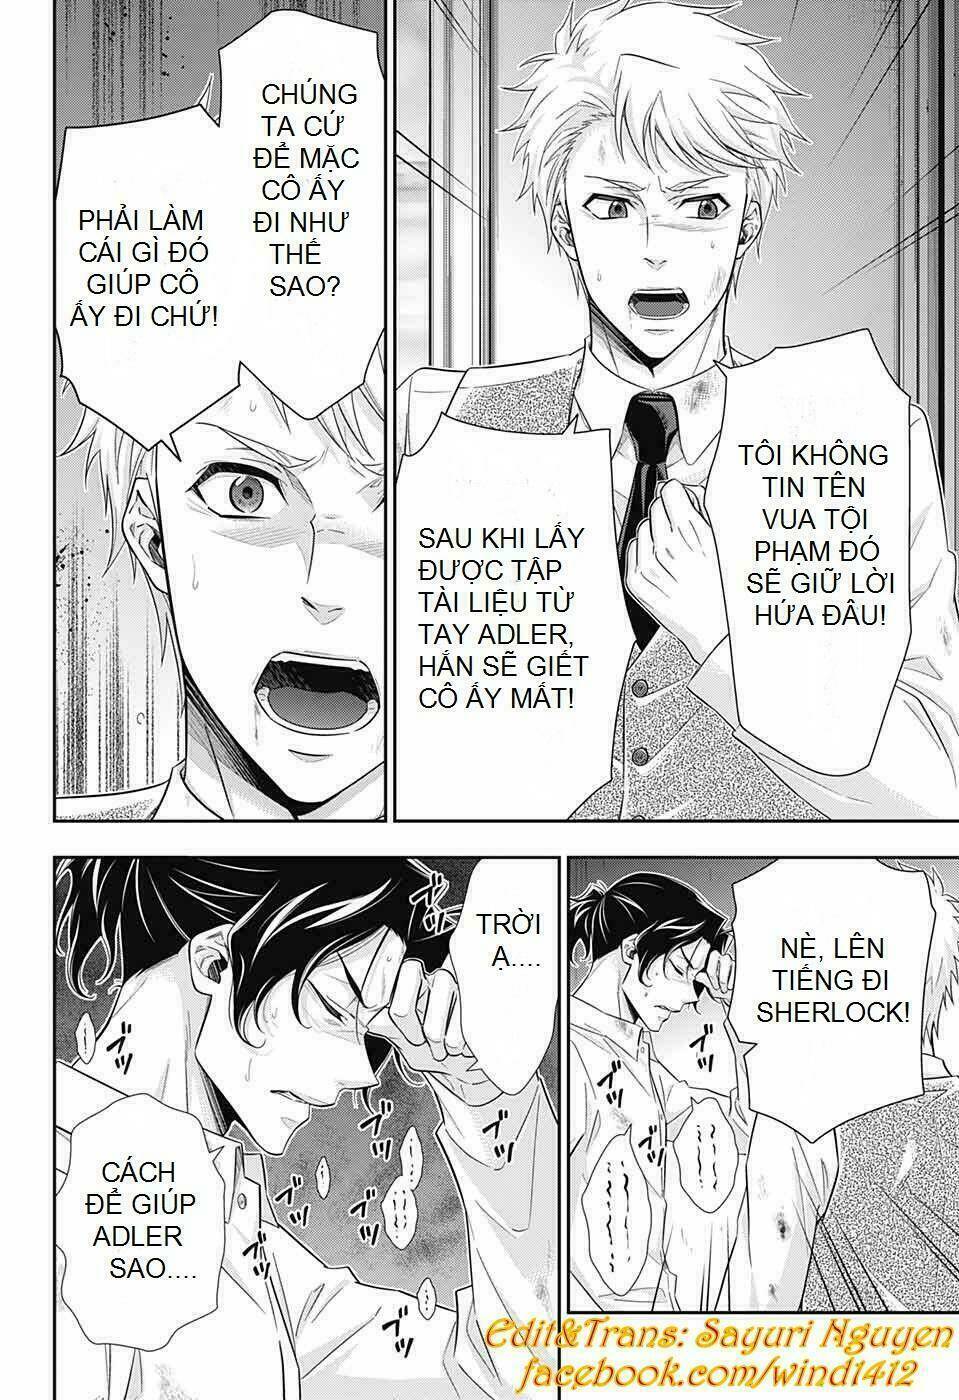 TÔI KHÔNG
TIN TÊN
VUA TỘI
PHẠM ĐÓ
SẼ GIỮ LỜI
HỨA ĐÂU!
SAU KHI LẤY
ĐƯỢC TẬP
TÀI LIỆU TỪ
TAY ADLER,
HẮN SẼ GIẾT
CÔ ẤY MẤT!
CHÚNG
TA CỨ
ĐỂ MẶC
CÔ ẤY
ĐI NHƯ
THẾ
SAO?
PHẢI LÀM
CÁI GÌ ĐÓ
GIÚP CÔ
ẤY ĐI CHỨ!
NÈ, LÊN
TIẾNG ĐI
SHERLOCK!
TRỜI
Ạ....
CÁCH
ĐỂ GIÚP
ADLER
SAO....
Edit&Trans: Sayuri Nguyen
facebook.com/wind1412